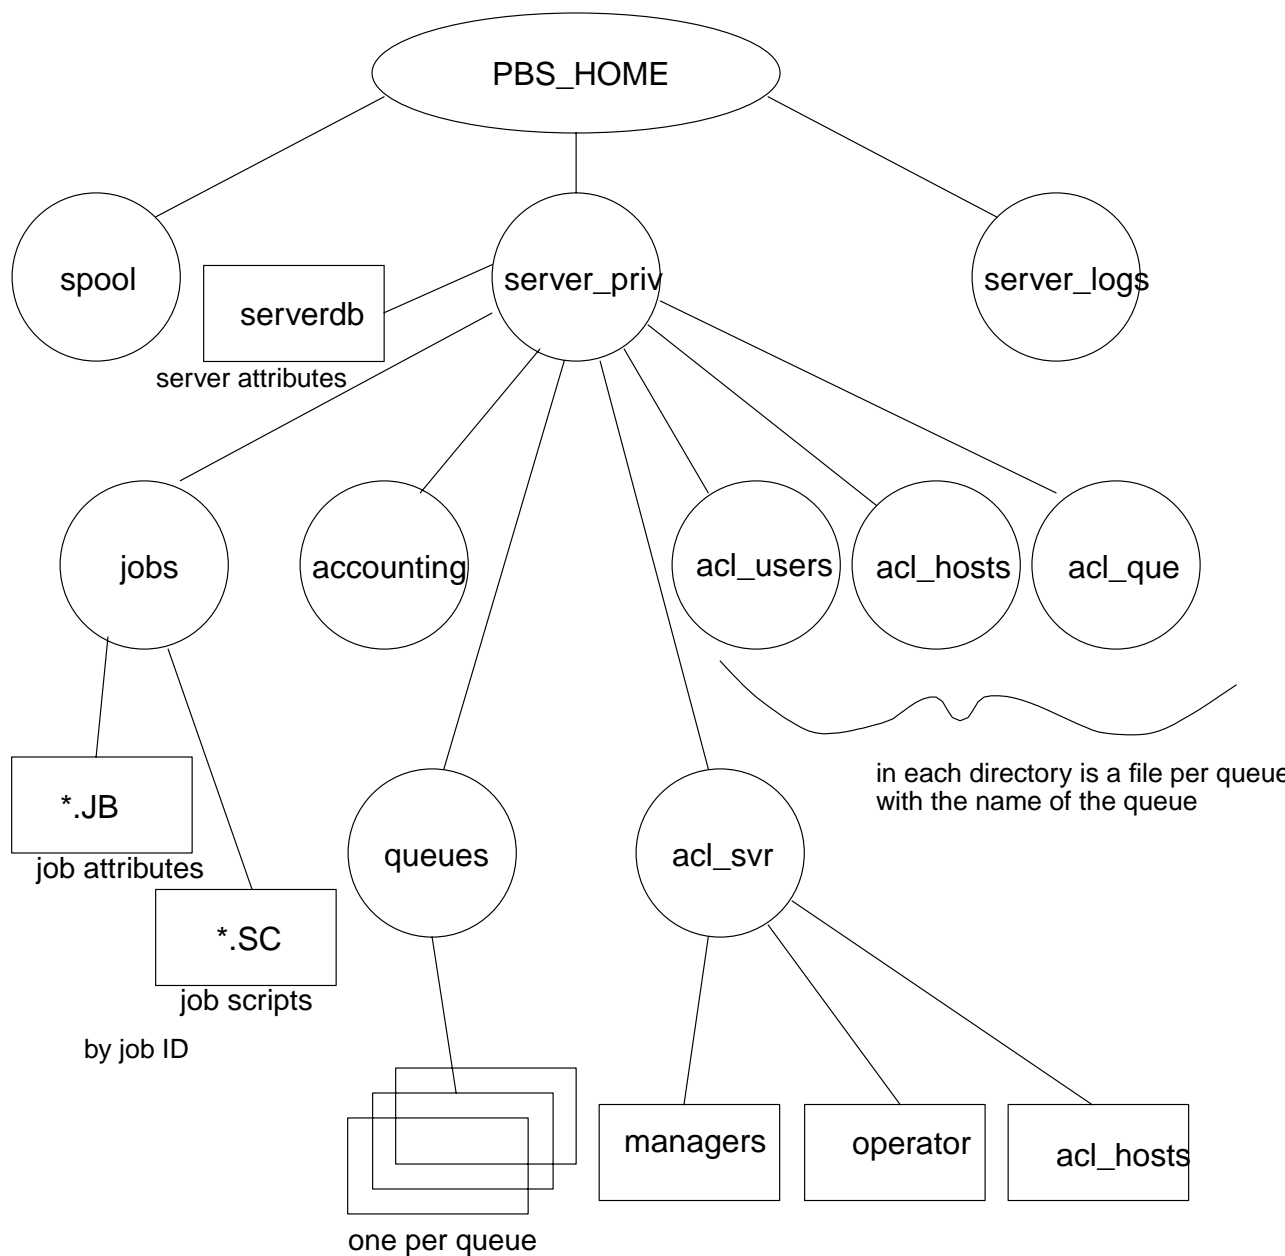 PBS_HOME
spool
server_priv
server_logs
serverdb
server attributes
jobs
accounting
acl_users
acl_hosts
acl_que
in each directory is a file per queue
with the name of the queue
*.JB
job attributes
queues
acl_svr
*.SC
job scripts
by job ID
managers
operator
acl_hosts
one per queue